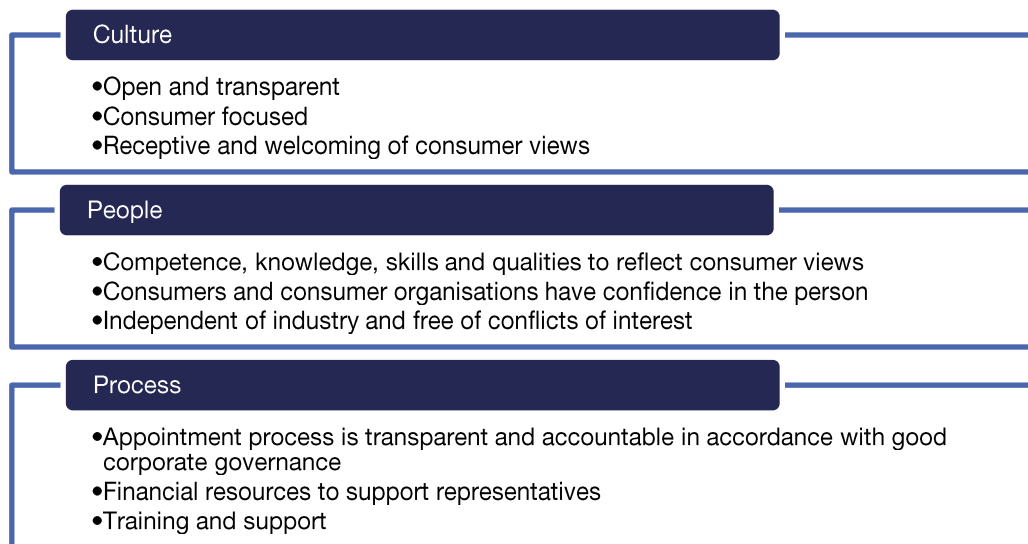 Culture
•Open and transparent
•Consumer focused
•Receptive and welcoming of consumer views
People
•Competence, knowledge, skills and qualities to reflect consumer views
•Consumers and consumer organisations have confidence in the person
•Independent of industry and free of conflicts of interest
Process
•Appointment process is transparent and accountable in accordance with good
corporate governance
•Financial resources to support representatives
•Training and support